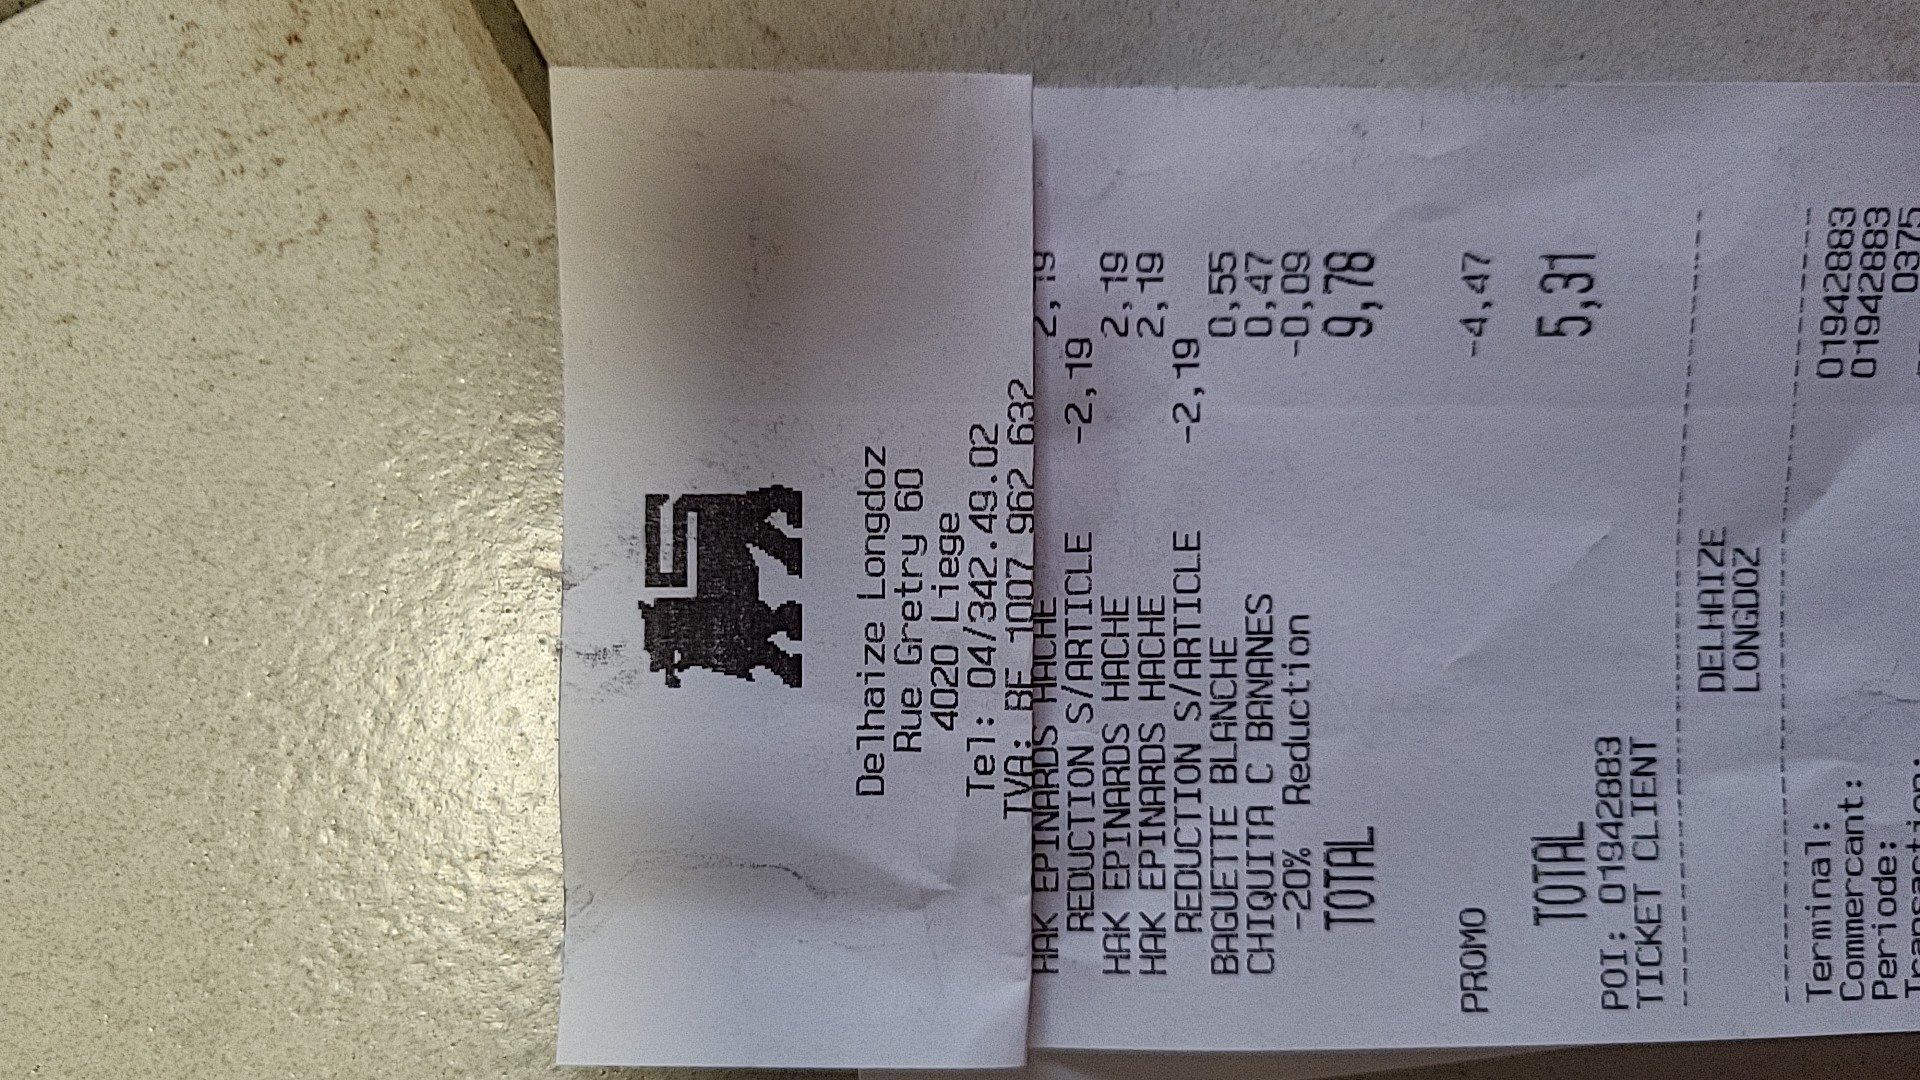 Delhaize Longdoz
Rue Gretry 60
4020 Liege
Tel: 04/342.49.02
TVA: BE 1007 962 632
HAK EPINARDS HACHE 2,19
REDUCTION S/ARTICLE -2,19
HAK EPINARDS HACHE 2,19
HAK EPINARDS HACHE 2,19
REDUCTION S/ARTICLE -2,19
BAGUETTE BLANCHE 0,55
CHIQUITA C BANANES 0,47
-20% Reduction -0,09
TOTAL 9,78
PROMO -4,47
TOTAL 5,31
POI: 01942883
TICKET CLIENT
DELHAIZE
LONGDOZ
Terminal: 01942883
Commercant: 01942883
Periode: 0375